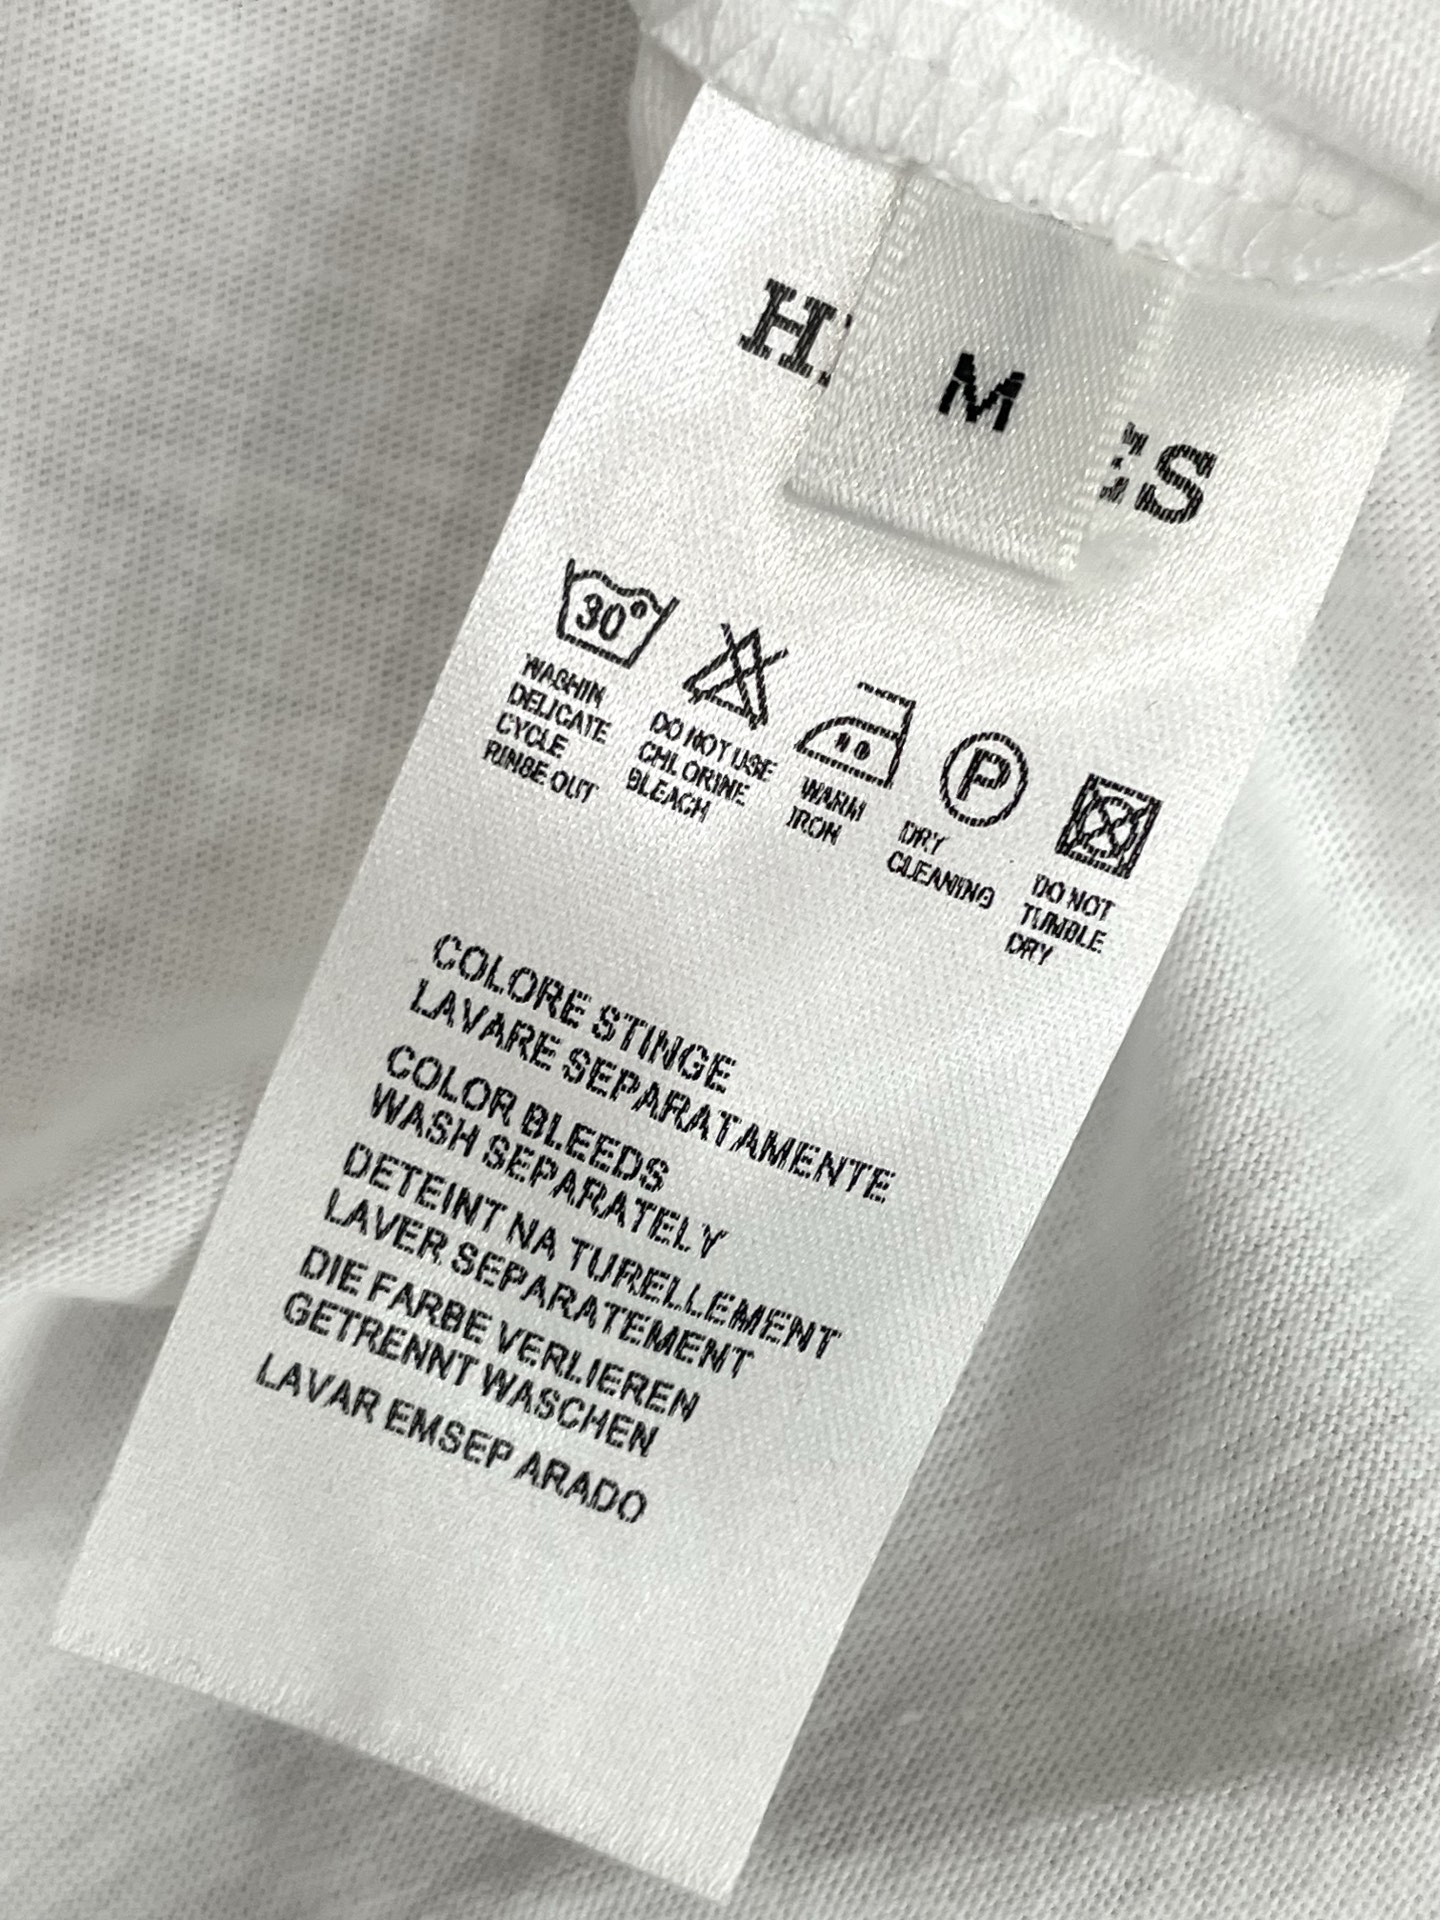 M
30°
WASHIN
DELICATE
CYCLE
RINSE OUT
DO NOT USE
CHLORINE
BLEACH
WARM
IRON
P
DRY
CLEANING
DO NOT
TUMBLE
DRY
COLORE STINGE
LAVARE SEPARATAMENTE
COLOR BLEEDS
WASH SEPARATELY
DETEINT NA TURELLEMENT
LAVER SEPARATEMENT
DIE FARBE VERLIEREN
GETRENNT WASCHEN
LAVAR EMSEP ARADO